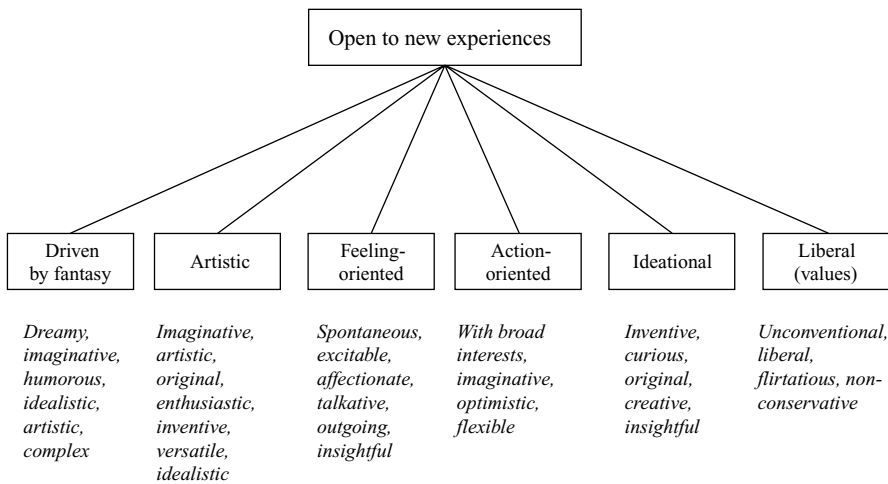 Open to new experiences
Driven
by fantasy
Artistic
Feeling-
oriented
Action-
oriented
Ideational
Liberal
(values)
Dreamy,
imaginative,
humorous,
idealistic,
artistic,
complex
Imaginative,
artistic,
original,
enthusiastic,
inventive,
versatile,
idealistic
Spontaneous,
excitable,
affectionate,
talkative,
outgoing,
insightful
With broad
interests,
imaginative,
optimistic,
flexible
Inventive,
curious,
original,
creative,
insightful
Unconventional,
liberal,
flirtatious, non-
conservative